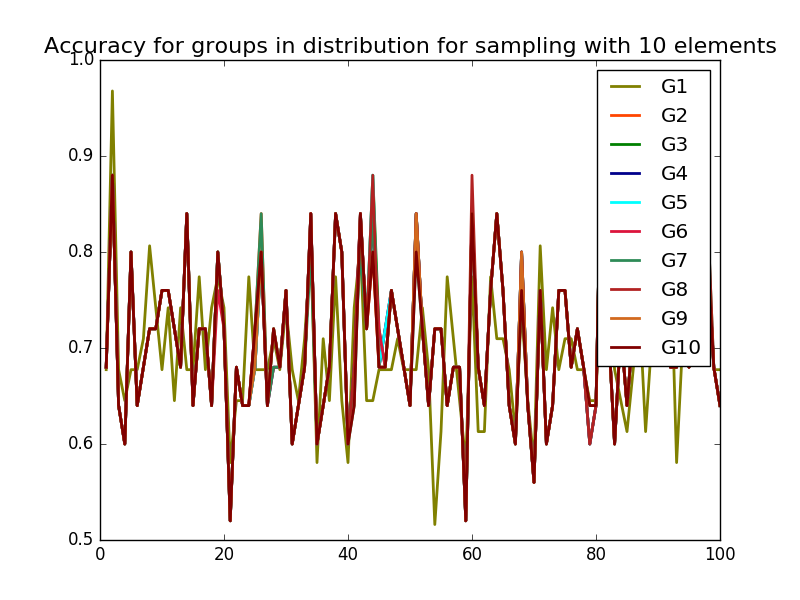 Accuracy for groups in distribution for sampling with 10 elements
1.0
0.9
0.8
0.7
0.6
0.5
0
20
40
60
80
100
G1
G2
G3
G4
G5
G6
G7
G8
G9
G10